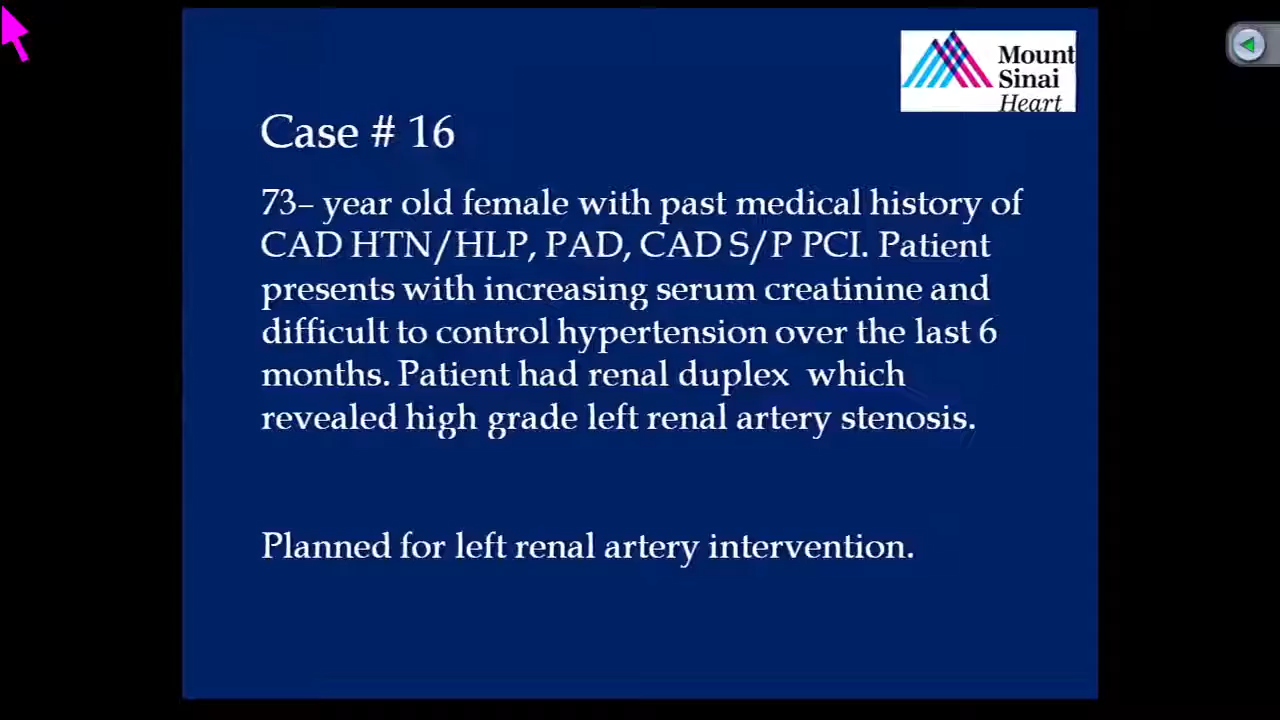 Mount
Sinai
Heart
Case # 16
73– year old female with past medical history of
CAD HTN/HLP, PAD, CAD S/P PCI. Patient
presents with increasing serum creatinine and
difficult to control hypertension over the last 6
months. Patient had renal duplex  which
revealed high grade left renal artery stenosis.
Planned for left renal artery intervention.